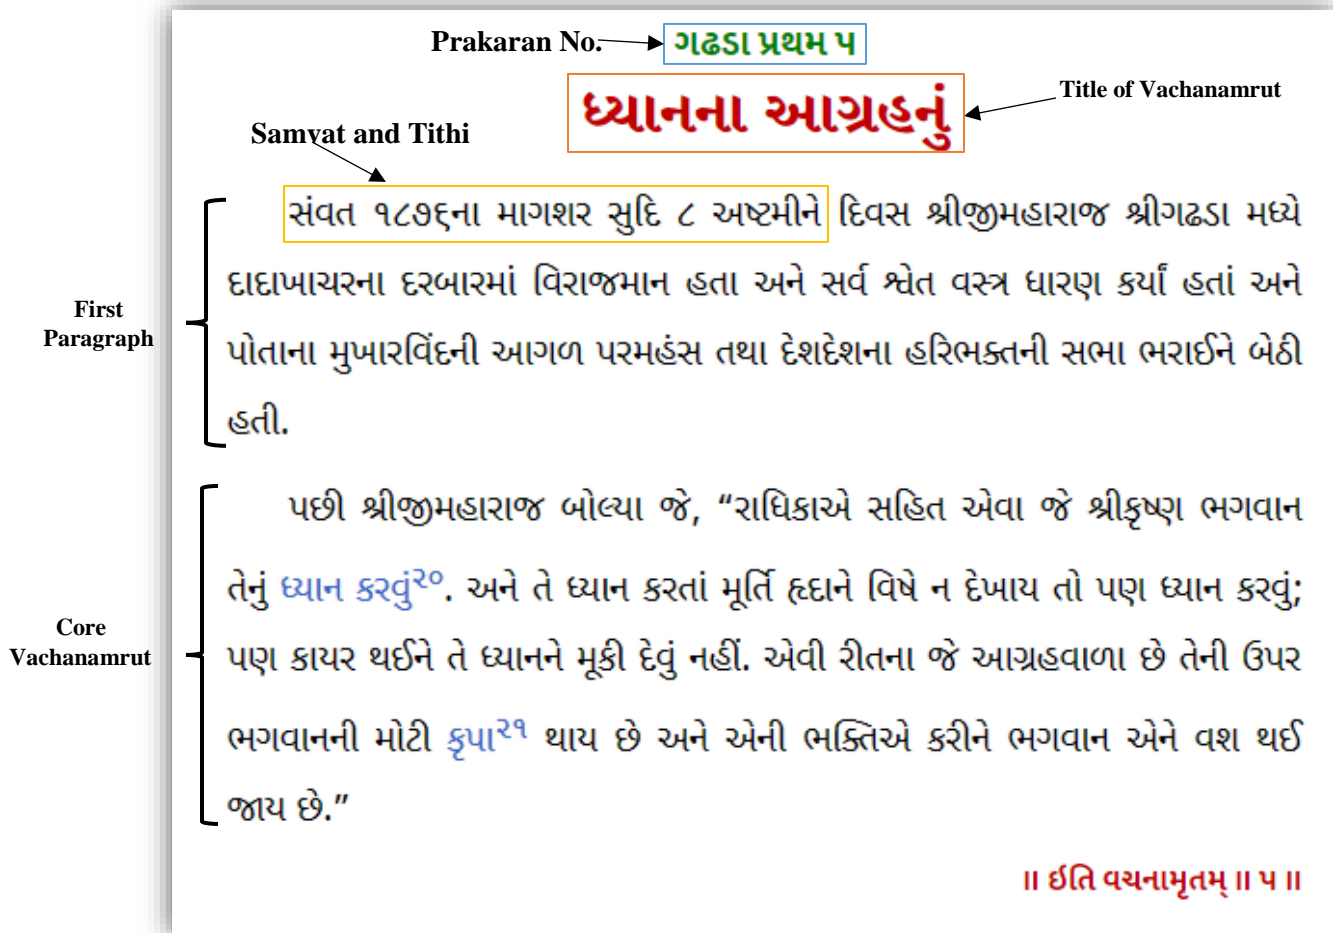 Prakaran No.
ગઢડા પ્રથમ ૫
ધ્યાનના આગ્રહનું
Title of Vachanamrut
Samvat and Tithi
First
Paragraph
સંવત ૧૮૭૬ના માગશર સુદિ ૮ અષ્ટમીને દિવસ શ્રીજીમહારાજ શ્રીગઢડા મધ્યે
દાદાખાચરના દરબારમાં વિરાજમાન હતા અને સર્વ શ્વેત વસ્ત્ર ધારણ કર્યાં હતાં અને
પોતાના મુખારવિંદની આગળ પરમહંસ તથા દેશદેશના હરિભક્તની સભા ભરાઈને બેઠી
હતી.
Core
Vachanamrut
પછી શ્રીજીમહારાજ બોલ્યા જે, “રાધિકાએ સહિત એવા જે શ્રીકૃષ્ણ ભગવાન
તેનું ધ્યાન કરવું૨૦. અને તે ધ્યાન કરતાં મૂર્તિ હૃદાને વિષે ન દેખાય તો પણ ધ્યાન કરવું;
પણ કાયર થઈને તે ધ્યાનને મૂકી દેવું નહીં. એવી રીતના જે આગ્રહવાળા છે તેની ઉપર
ભગવાનની મોટી કૃપા૨૧ થાય છે અને એની ભક્તિએ કરીને ભગવાન એને વશ થઈ
જાય છે.”
॥ ઇતિ વચનામૃતમ્ ॥ ૫ ॥